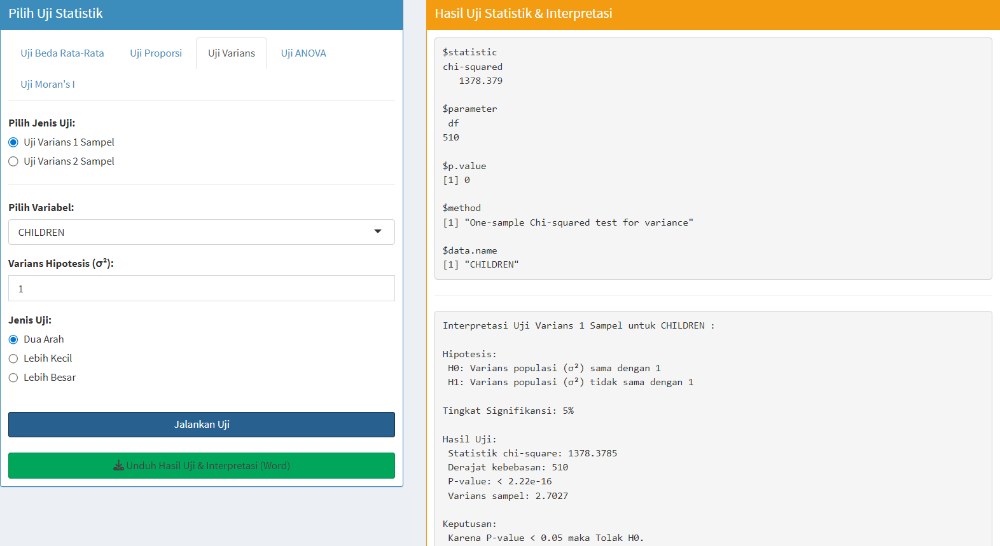 Pilih Uji Statistik
Uji Beda Rata-Rata
Uji Proporsi
Uji Varians
Uji ANOVA
Uji Moran's I
Pilih Jenis Uji:
Uji Varians 1 Sampel
Uji Varians 2 Sampel
Pilih Variabel:
CHILDREN
Varians Hipotesis (σ²):
1
Jenis Uji:
Dua Arah
Lebih Kecil
Lebih Besar
Jalankan Uji
Unduh Hasil Uji & Interpretasi (Word)
Hasil Uji Statistik & Interpretasi
$statistic
chi-squared
1378.379
$parameter
df
510
$p.value
[1] 0
$method
[1] "One-sample Chi-squared test for variance"
$data.name
[1] "CHILDREN"
Interpretasi Uji Varians 1 Sampel untuk CHILDREN :
Hipotesis:
H0: Varians populasi (σ²) sama dengan 1
H1: Varians populasi (σ²) tidak sama dengan 1
Tingkat Signifikansi: 5%
Hasil Uji:
Statistik chi-square: 1378.3785
Derajat kebebasan: 510
P-value: < 2.22e-16
Varians sampel: 2.7027
Keputusan:
Karena P-value < 0.05 maka Tolak H0.